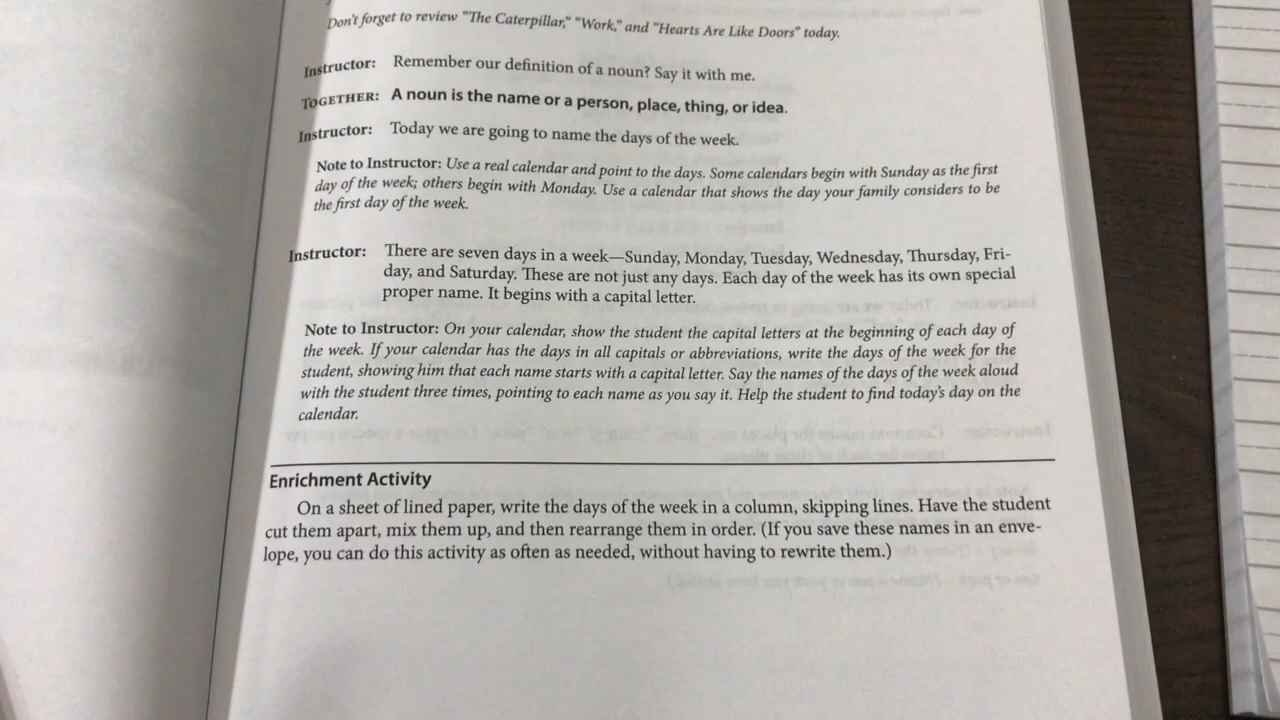 Don't forget to review "The Caterpillar," "Work," and "Hearts Are Like Doors" today.
Instructor: Remember our definition of a noun? Say it with me.
TOGETHER: A noun is the name or a person, place, thing, or idea.
Instructor: Today we are going to name the days of the week.
Note to Instructor: Use a real calendar and point to the days. Some calendars begin with Sunday as the first
day of the week; others begin with Monday. Use a calendar that shows the day your family considers to be
the first day of the week.
Instructor: There are seven days in a week—Sunday, Monday, Tuesday, Wednesday, Thursday, Fri-
day, and Saturday. These are not just any days. Each day of the week has its own special
proper name. It begins with a capital letter.
Note to Instructor: On your calendar, show the student the capital letters at the beginning of each day of
the week. If your calendar has the days in all capitals or abbreviations, write the days of the week for the
student, showing him that each name starts with a capital letter. Say the names of the days of the week aloud
with the student three times, pointing to each name as you say it. Help the student to find today's day on the
calendar.
Enrichment Activity
On a sheet of lined paper, write the days of the week in a column, skipping lines. Have the student
cut them apart, mix them up, and then rearrange them in order. (If you save these names in an enve-
lope, you can do this activity as often as needed, without having to rewrite them.)